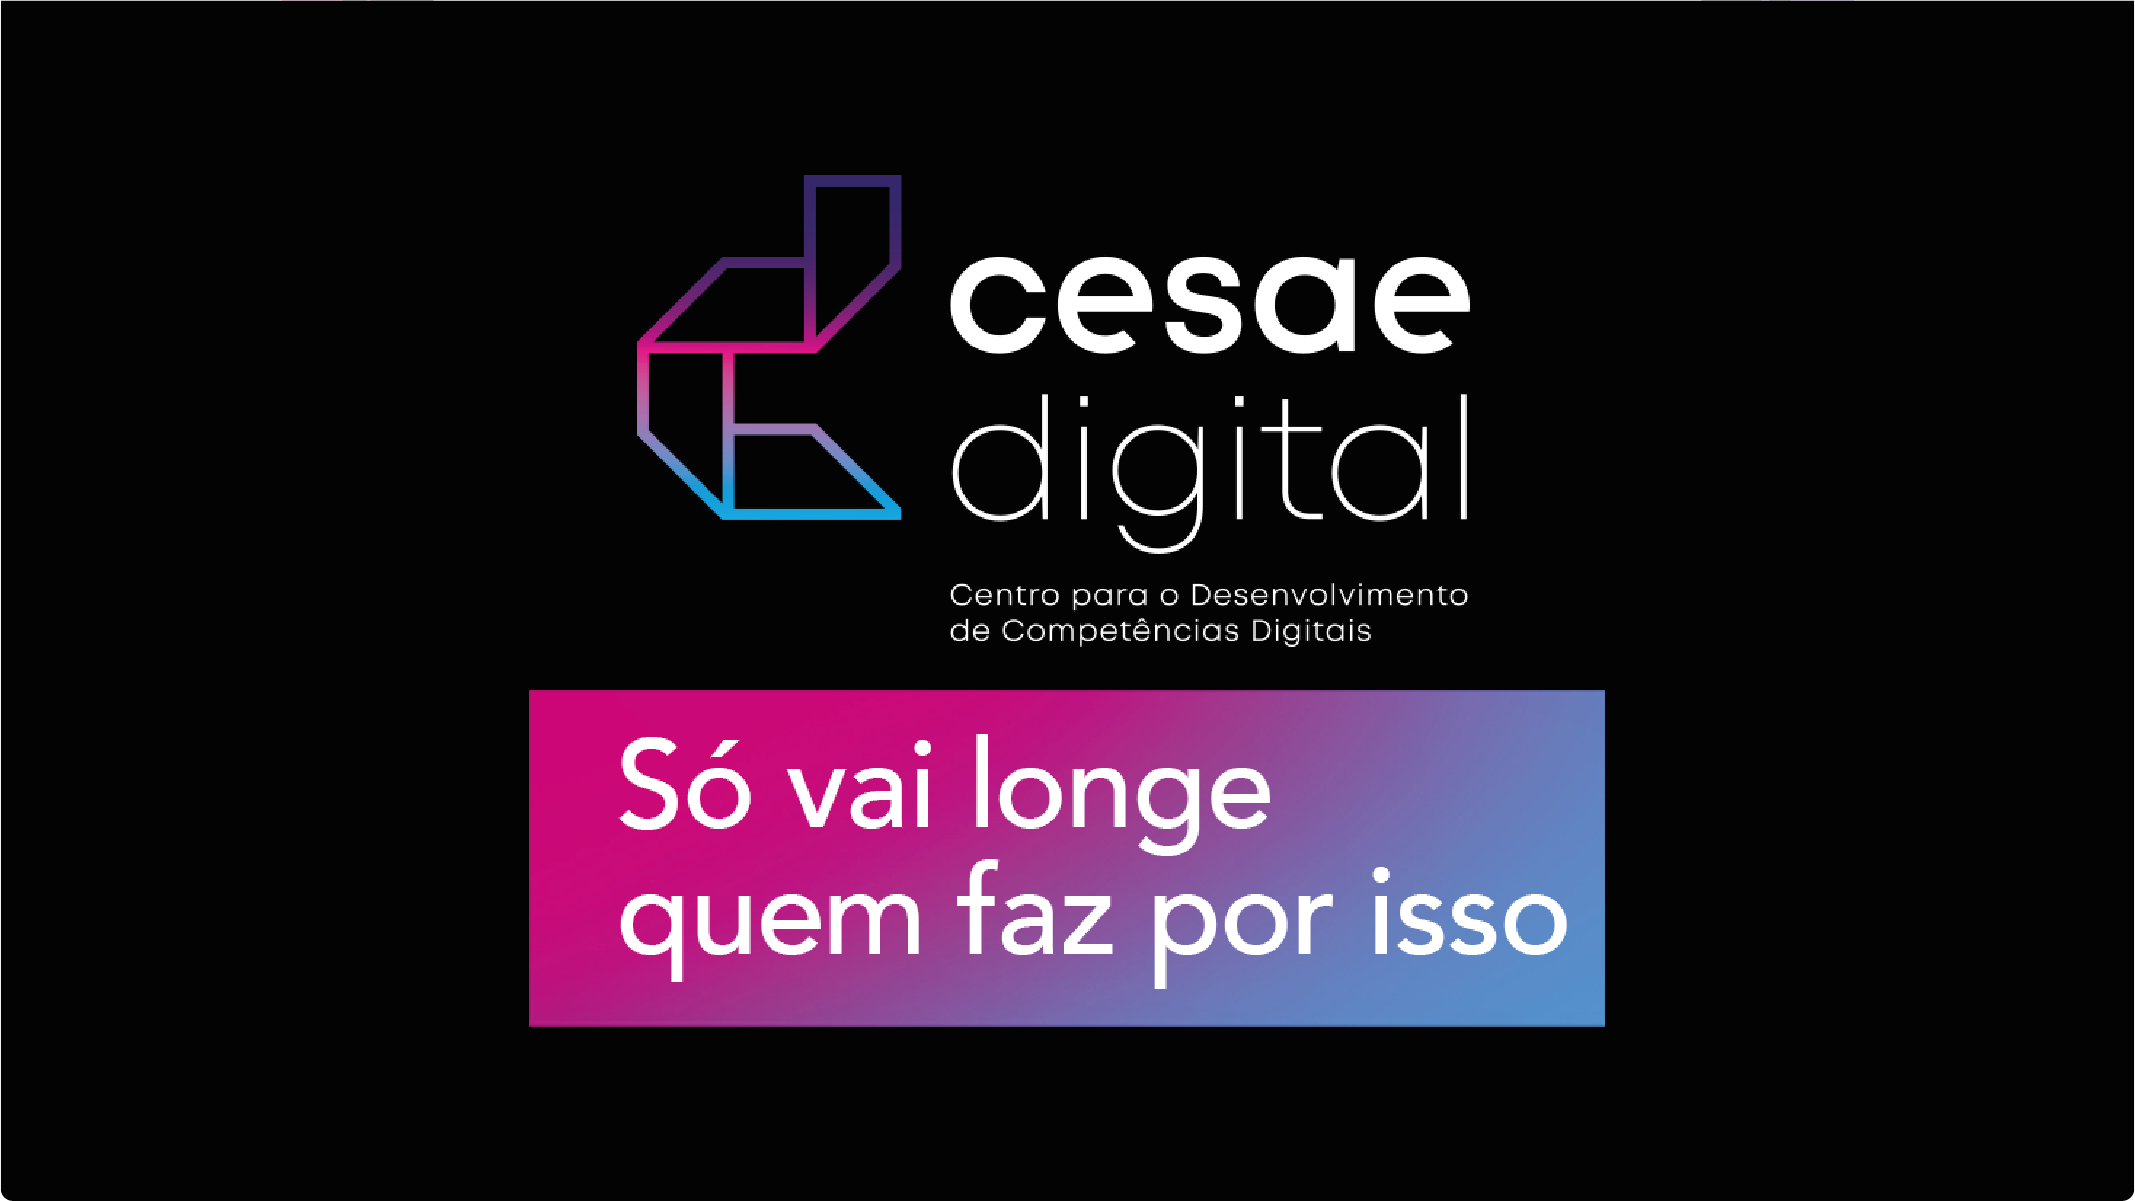 cesae
digital
Centro para o Desenvolvimento
de Competências Digitais
Só vai longe
quem faz por isso